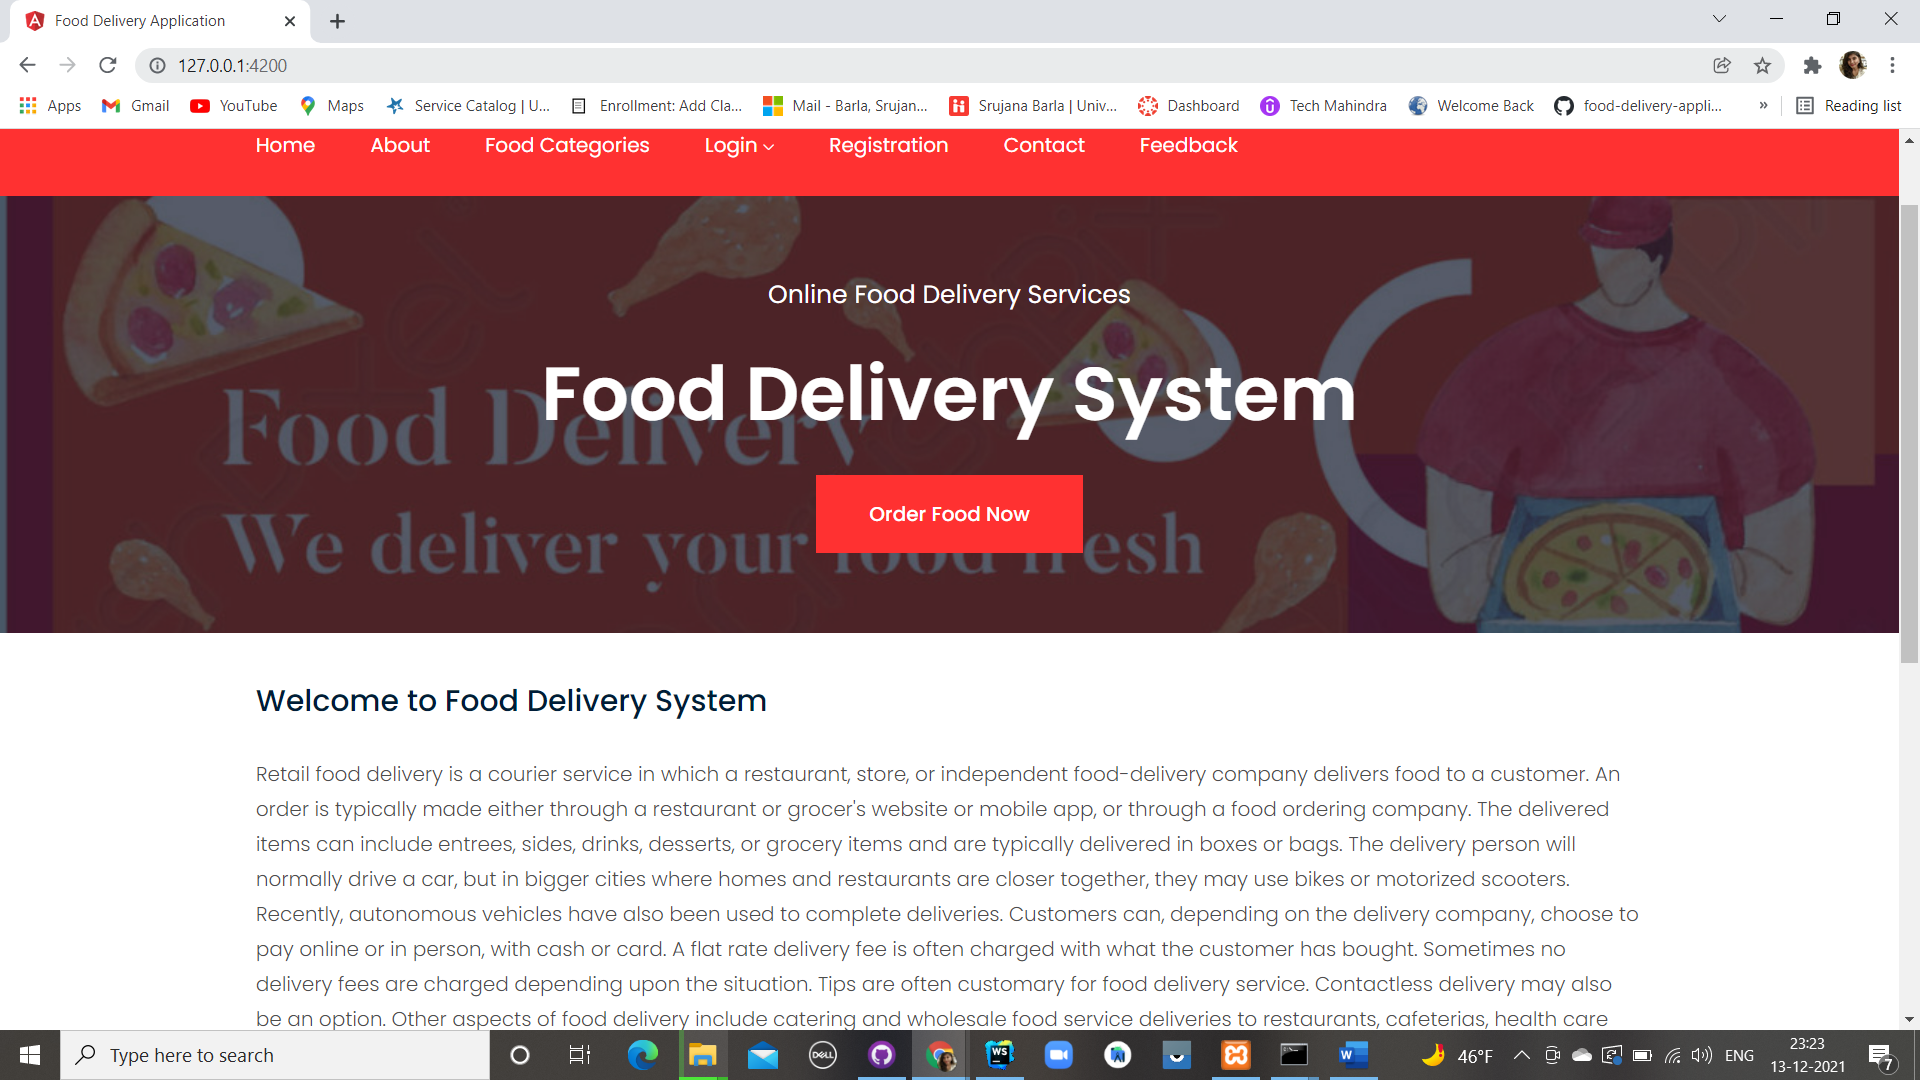 Food Delivery Application
127.0.0.1:4200
Apps Gmail YouTube Maps Service Catalog | U... Enrollment: Add Cla... Mail - Barla, Srujan... Srujana Barla | Univ... Dashboard Tech Mahindra Welcome Back food-delivery-appli... » Reading list
Home About Food Categories Login Registration Contact Feedback
Online Food Delivery Services
Food Delivery System
Food Delivery
Order Food Now
We deliver your food fresh
Welcome to Food Delivery System
Retail food delivery is a courier service in which a restaurant, store, or independent food-delivery company delivers food to a customer. An
order is typically made either through a restaurant or grocer's website or mobile app, or through a food ordering company. The delivered
items can include entrees, sides, drinks, desserts, or grocery items and are typically delivered in boxes or bags. The delivery person will
normally drive a car, but in bigger cities where homes and restaurants are closer together, they may use bikes or motorized scooters.
Recently, autonomous vehicles have also been used to complete deliveries. Customers can, depending on the delivery company, choose to
pay online or in person, with cash or card. A flat rate delivery fee is often charged with what the customer has bought. Sometimes no
delivery fees are charged depending upon the situation. Tips are often customary for food delivery service. Contactless delivery may also
be an option. Other aspects of food delivery include catering and wholesale food service deliveries to restaurants, cafeterias, health care
Type here to search
DELL
WS
W
46°F
ENG
23:23
13-12-2021
7